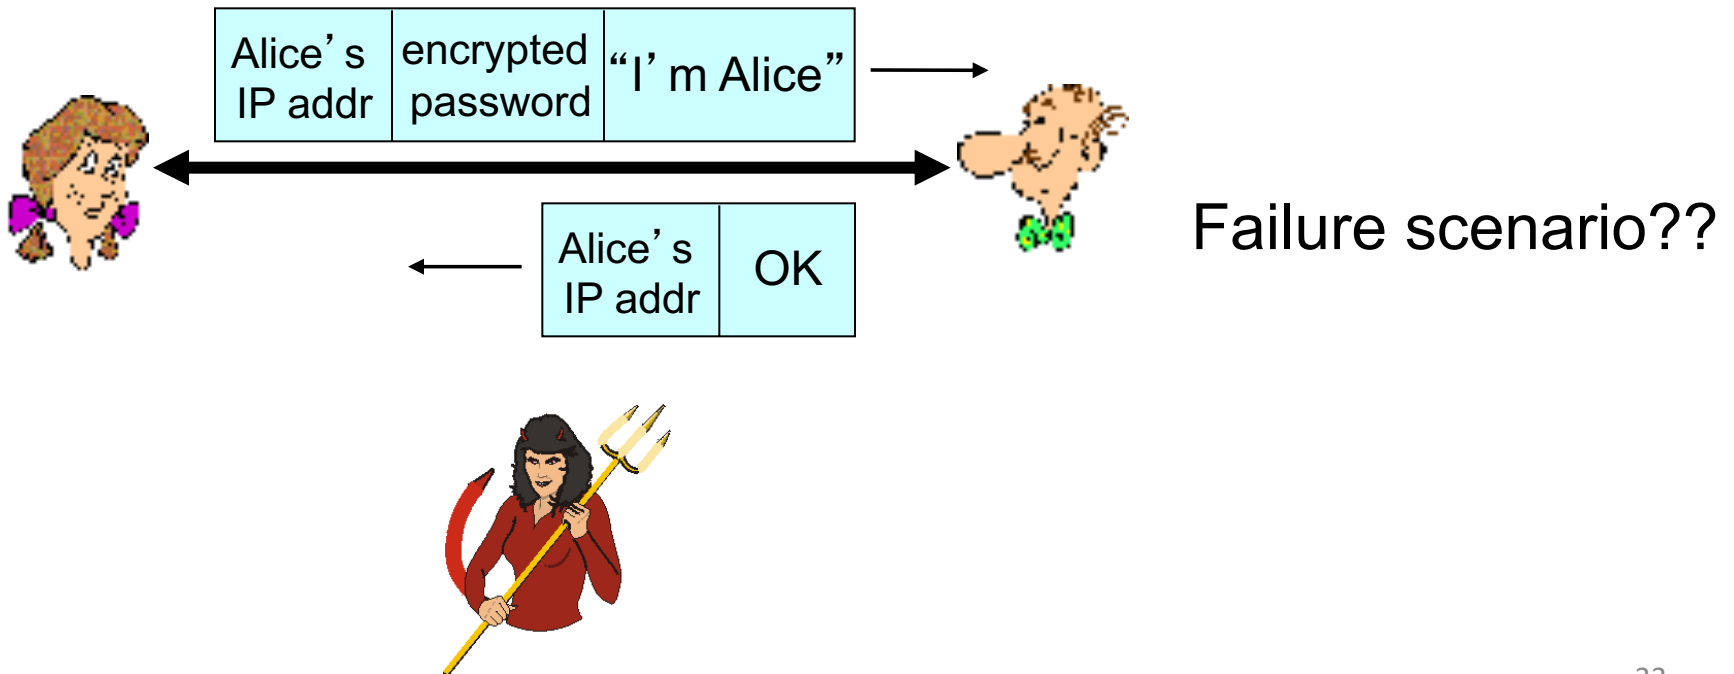 Alice’s
IP addr
encrypted
password
“I’m Alice”
Failure scenario??
Alice’s
IP addr
OK